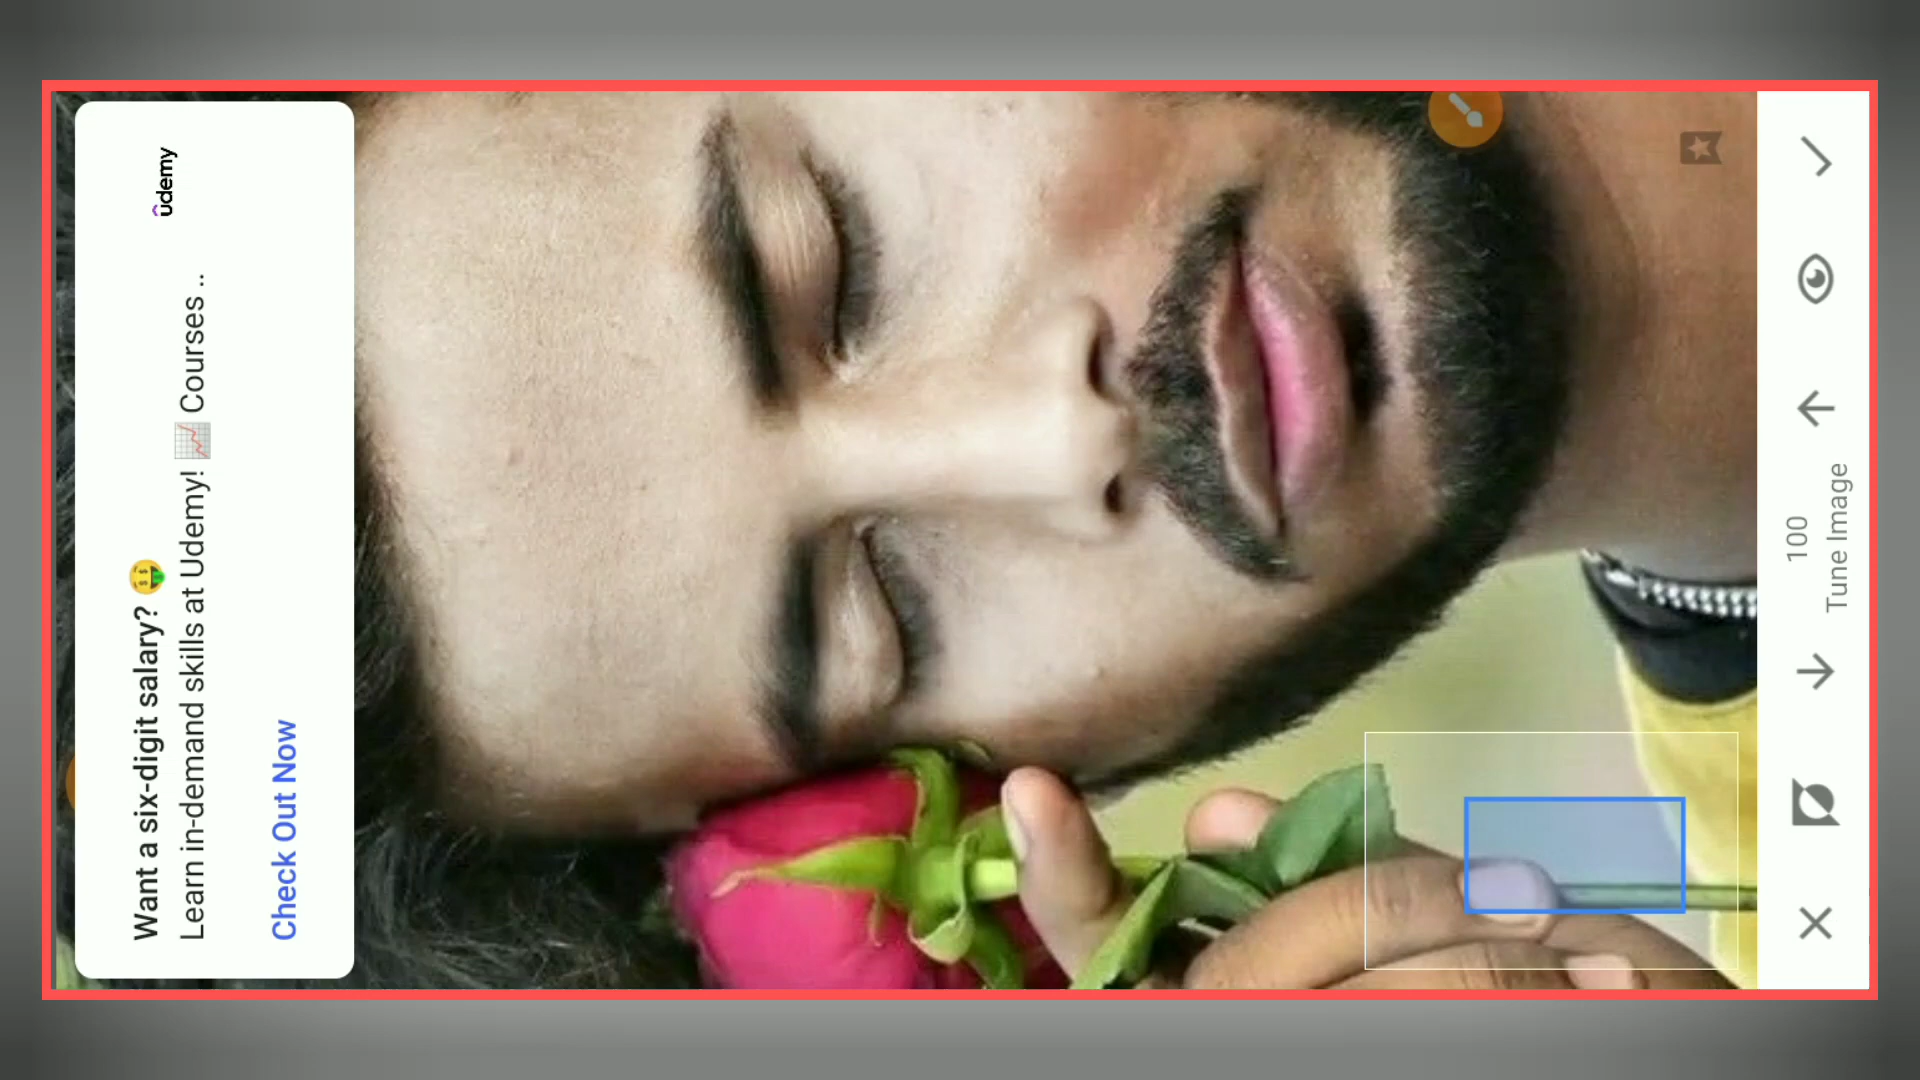 Want a six-digit salary? 🤑
Learn in-demand skills at Udemy! 📈 Courses ..
Check Out Now
udemy
100
Tune Image